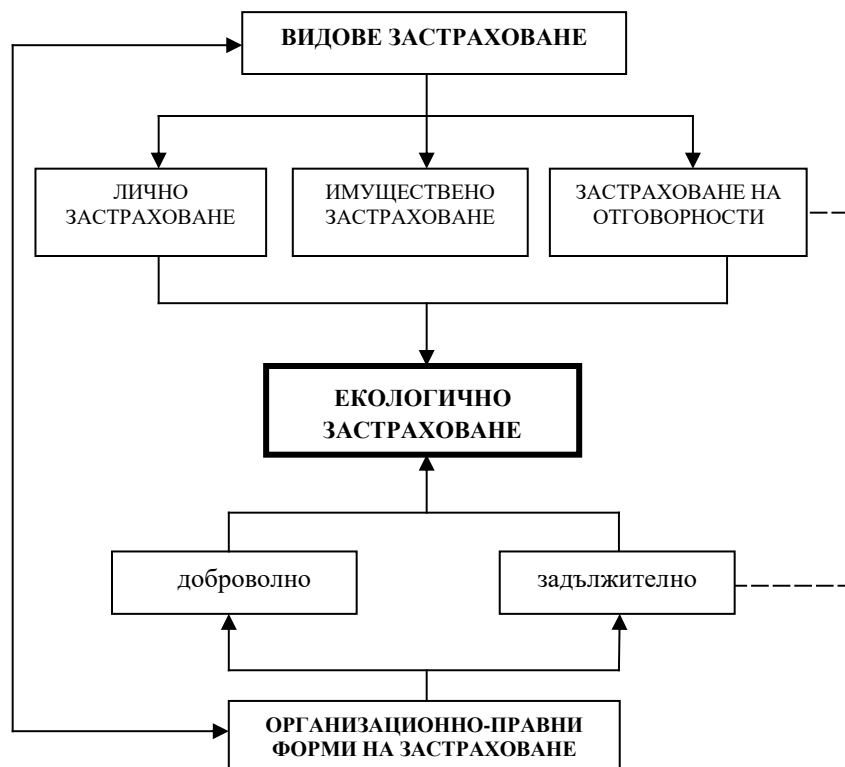 ВИДОВЕ ЗАСТРАХОВАНЕ
ЛИЧНО
ЗАСТРАХОВАНЕ
ИМУЩЕСТВЕНО
ЗАСТРАХОВАНЕ
ЗАСТРАХОВАНЕ НА
ОТГОВОРНОСТИ
ЕКОЛОГИЧНО
ЗАСТРАХОВАНЕ
доброволно
задължително
ОРГАНИЗАЦИОННО-ПРАВНИ
ФОРМИ НА ЗАСТРАХОВАНЕ